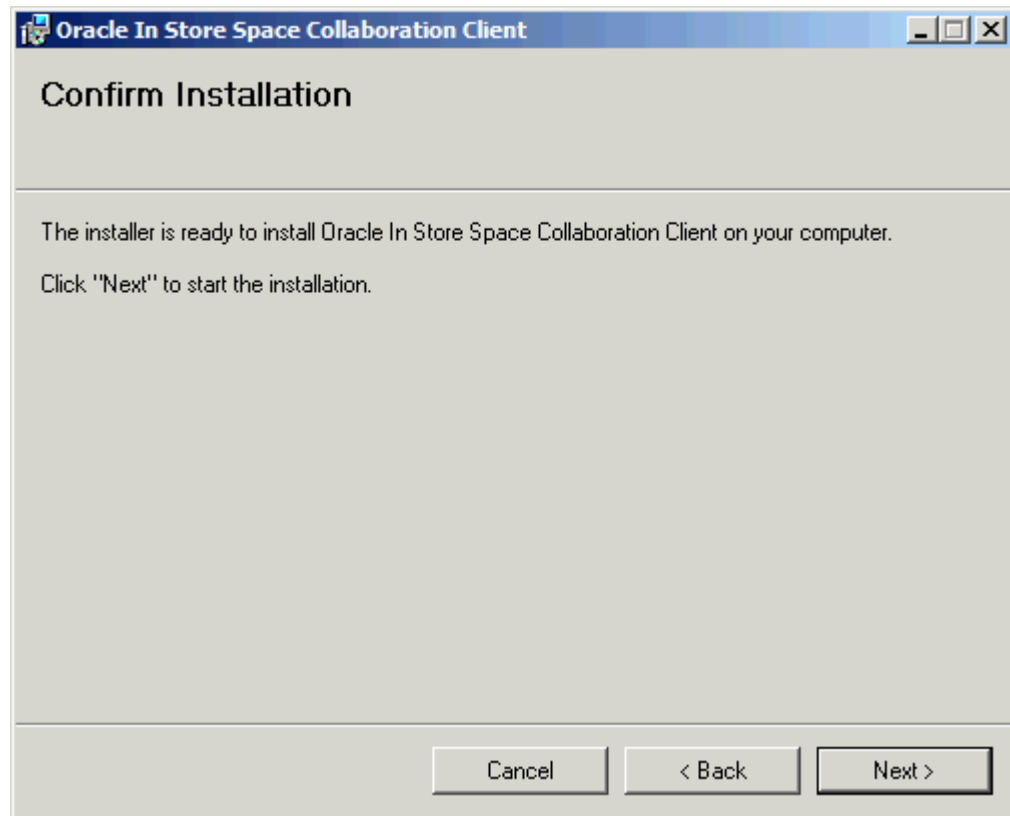 Oracle In Store Space Collaboration Client
Confirm Installation
The installer is ready to install Oracle In Store Space Collaboration Client on your computer.
Click "Next" to start the installation.
Cancel
< Back
Next >